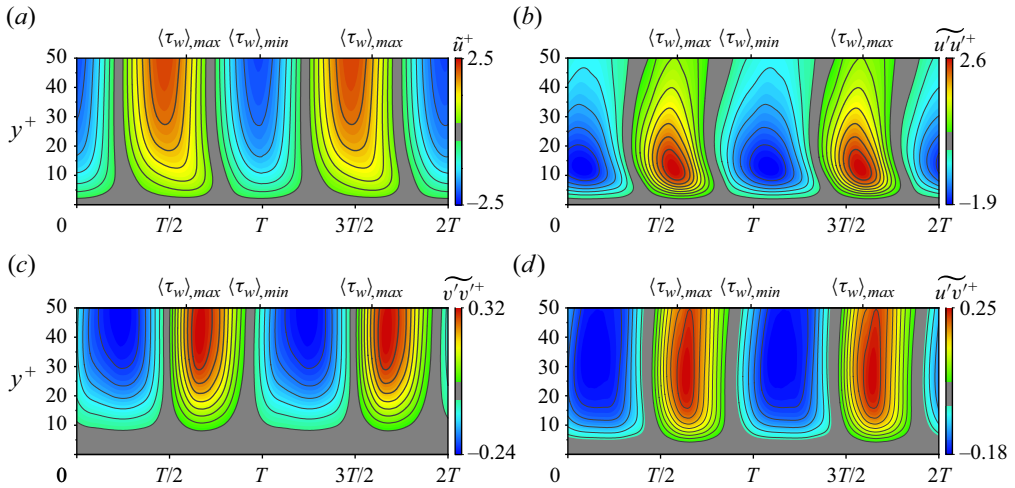 (a) ⟨τw⟩,max ⟨τw⟩,min ⟨τw⟩,max ũ+
50 2.5
40
30
y+
20
10
−2.5
0 T/2 T 3T/2 2T
(b) ⟨τw⟩,max ⟨τw⟩,min ⟨τw⟩,max u′u′+
50 2.6
40
30
20
10
−1.9
0 T/2 T 3T/2 2T
(c) ⟨τw⟩,max ⟨τw⟩,min ⟨τw⟩,max v′v′+
50 0.32
40
30
y+
20
10
−0.24
0 T/2 T 3T/2 2T
(d) ⟨τw⟩,max ⟨τw⟩,min ⟨τw⟩,max u′v′+
50 0.25
40
30
20
10
−0.18
0 T/2 T 3T/2 2T